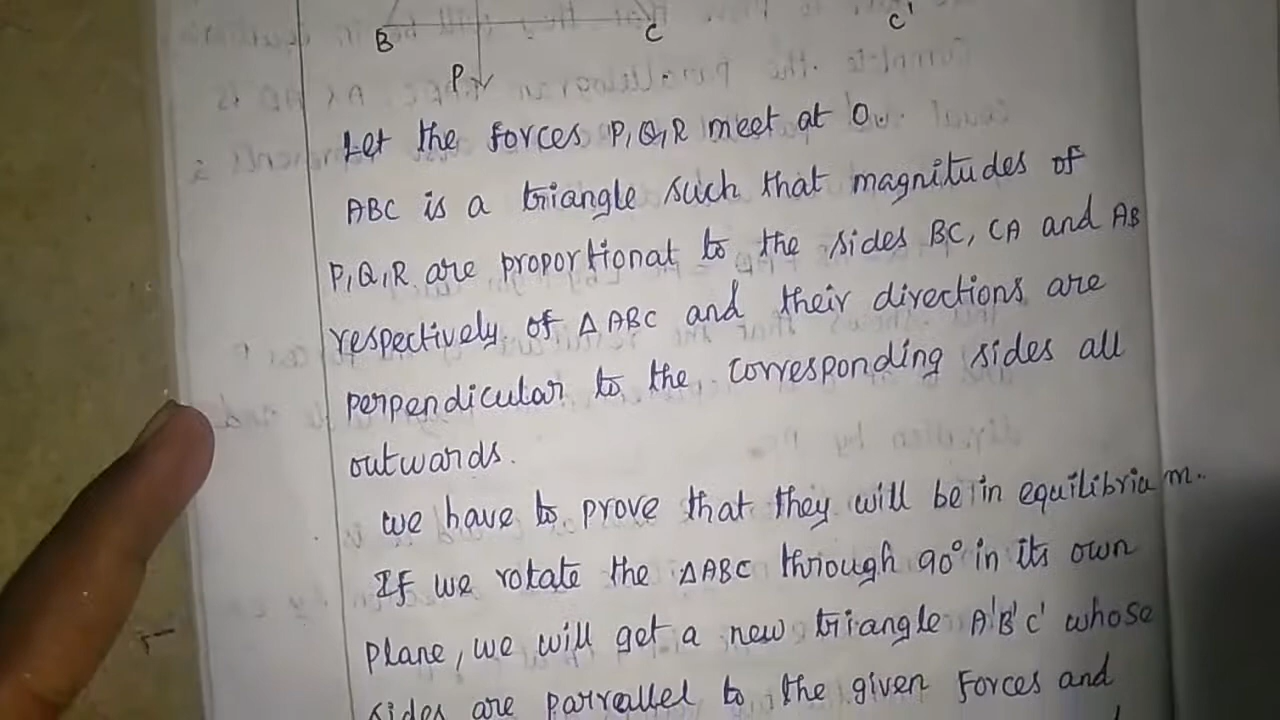 B C C'
P
Let the forces P,Q,R meet at O.
ABC is a triangle such that magnitudes of
P,Q,R are proportionat to the sides BC, CA and AB
respectively of Δ ABC and their directions are
perpendicular to the corresponding sides all
outwards.
we have to prove that they will be in equilibrium.
If we rotate the ΔABC through 90° in its own
plane, we will get a new triangle A'B'C' whose
sides are parrallel to the given forces and